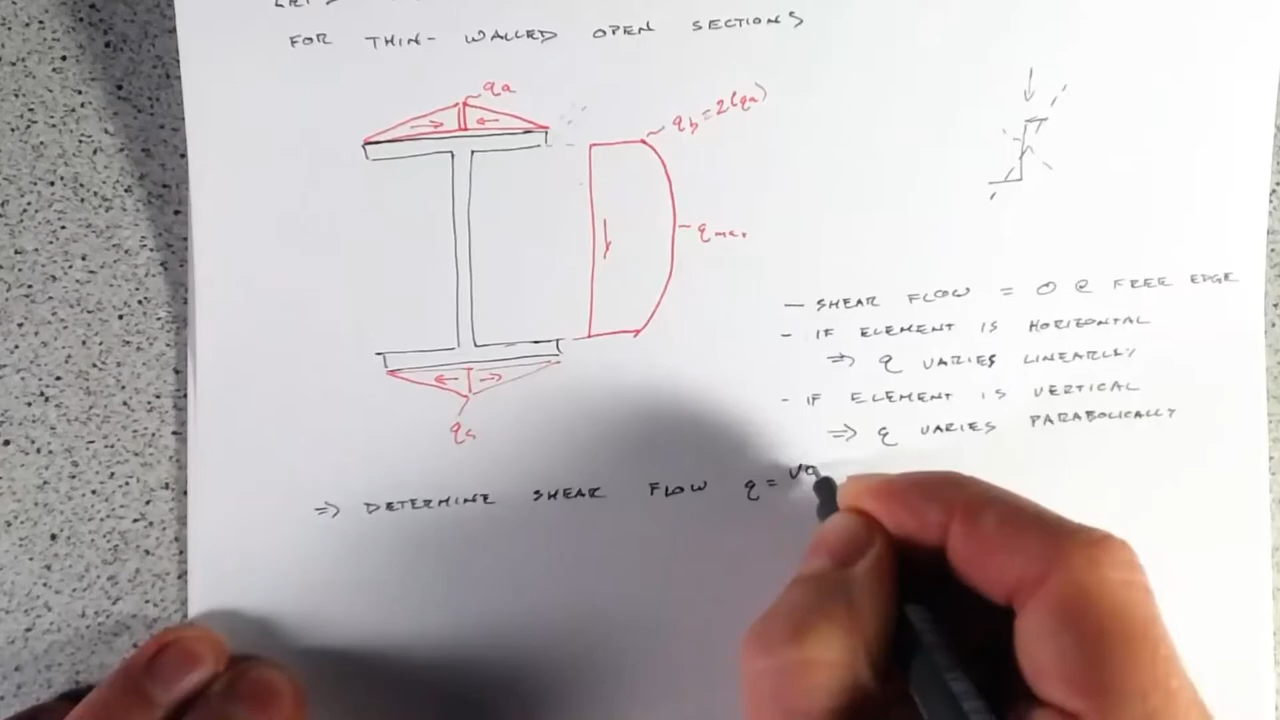 FOR THIN- WALLED OPEN SECTIONS
qa
qb = 2(qa)
qmax
— SHEAR FLOW = 0 @ FREE EDGE
- IF ELEMENT IS HORIZONTAL
⇒ q VARIES LINEARLY
- IF ELEMENT IS VERTICAL
⇒ q VARIES PARABOLICALLY
⇒ DETERMINE SHEAR FLOW q = VQ